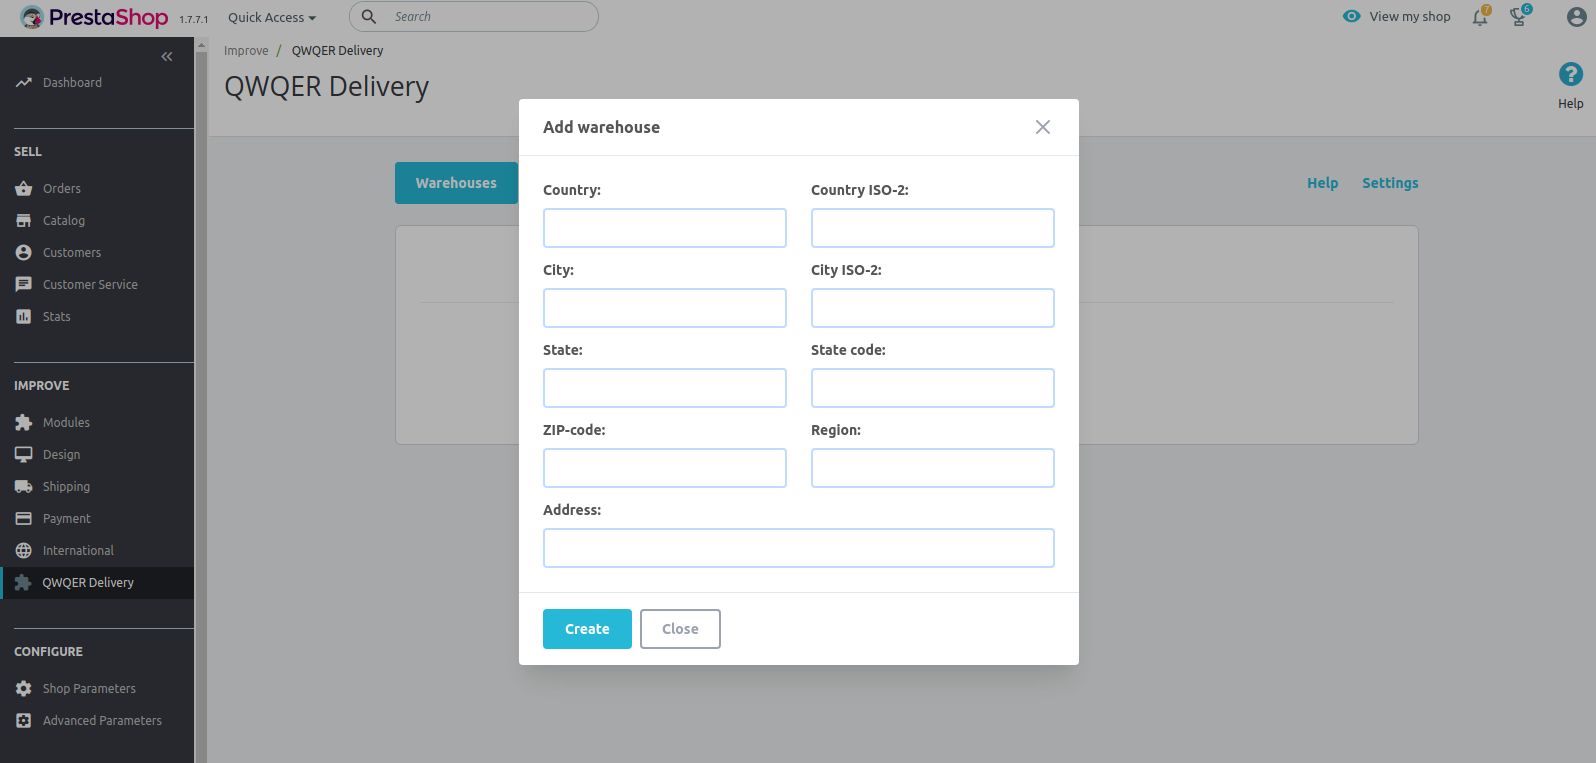 PrestaShop 1.7.7.1 Quick Access Search View my shop 7 6
Improve / QWQER Delivery
QWQER Delivery
Help
Dashboard
SELL
Orders
Catalog
Customers
Customer Service
Stats
IMPROVE
Modules
Design
Shipping
Payment
International
QWQER Delivery
CONFIGURE
Shop Parameters
Advanced Parameters
Warehouses
Help Settings
Add warehouse
Country: Country ISO-2:
City: City ISO-2:
State: State code:
ZIP-code: Region:
Address:
Create Close